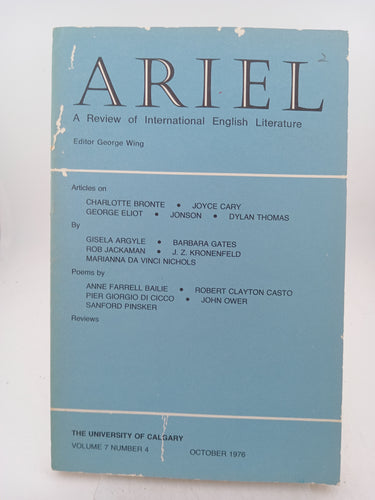 2
ARIEL
A Review of International English Literature
Editor George Wing
Articles on
CHARLOTTE BRONTE • JOYCE CARY
GEORGE ELIOT • JONSON • DYLAN THOMAS
By
GISELA ARGYLE • BARBARA GATES
ROB JACKAMAN • J. Z. KRONENFELD
MARIANNA DA VINCI NICHOLS
Poems by
ANNE FARRELL BAILIE • ROBERT CLAYTON CASTO
PIER GIORGIO DI CICCO • JOHN OWER
SANFORD PINSKER
Reviews
THE UNIVERSITY OF CALGARY
VOLUME 7 NUMBER 4 OCTOBER 1976